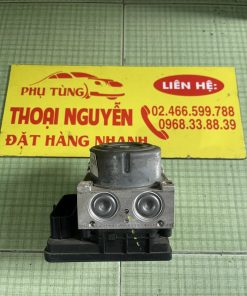 PHỤ TÙNG
LIÊN HỆ:
THOẠI NGUYỄN
02.466.599.788
0968.33.88.39
ĐẶT HÀNG NHANH